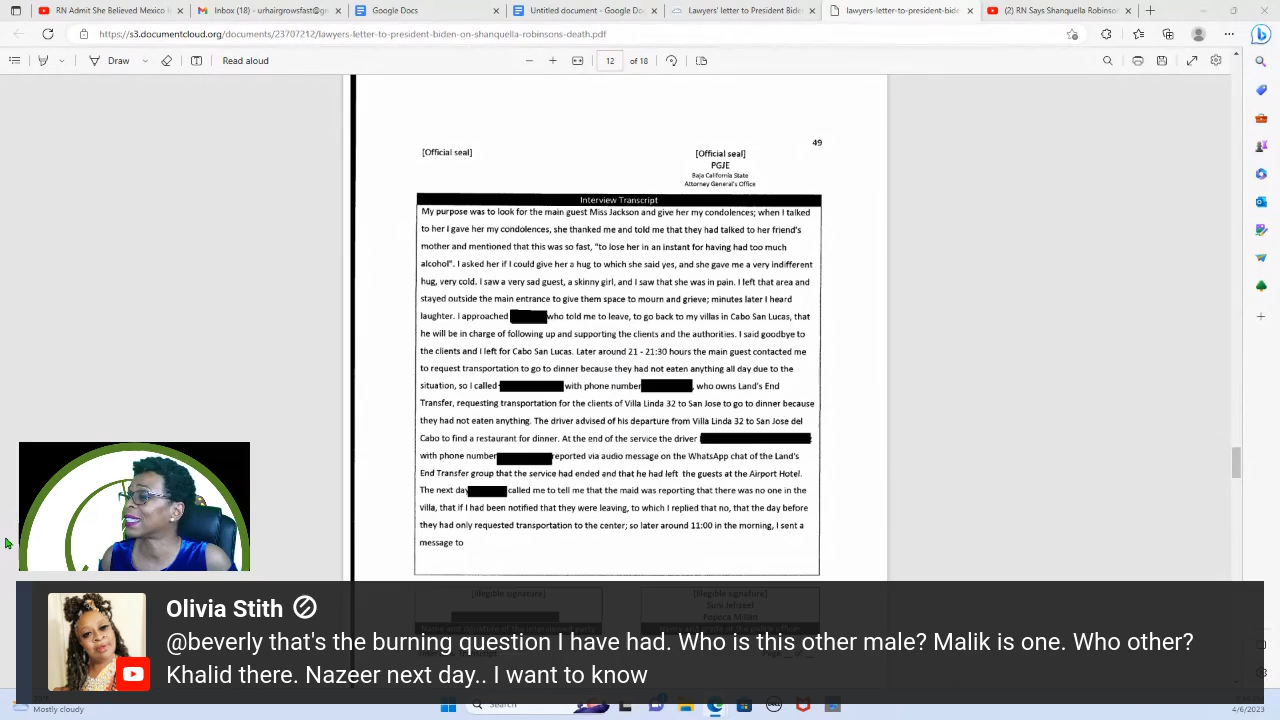 Inbox (1) - urhairgrowsfast@g
Google Docs
Untitled document - Google Doc
Lawyers' letter to President Bide
lawyers-letter-to-president-bid
(2) RN Says Shanquella Robinson
RN Admit She Believed Mexico C
https://s3.documentcloud.org/documents/23707212/lawyers-letter-to-president-biden-on-shanquella-robinsons-death.pdf
Draw
Read aloud
12 of 18
49
[Official seal]
[Official seal]
PGJE
Baja California State
Attorney General's Office
Interview Transcript
My purpose was to look for the main guest Miss Jackson and give her my condolences; when I talked
to her I gave her my condolences, she thanked me and told me that they had talked to her friend's
mother and mentioned that this was so fast, "to lose her in an instant for having had too much
alcohol". I asked her if I could give her a hug to which she said yes, and she gave me a very indifferent
hug, very cold. I saw a very sad guest, a skinny girl, and I saw that she was in pain. I left that area and
stayed outside the main entrance to give them space to mourn and grieve; minutes later I heard
laughter. I approached who told me to leave, to go back to my villas in Cabo San Lucas, that
he will be in charge of following up and supporting the clients and the authorities. I said goodbye to
the clients and I left for Cabo San Lucas. Later around 21 - 21:30 hours the main guest contacted me
to request transportation to go to dinner because they had not eaten anything all day due to the
situation, so I called with phone number , who owns Land's End
Transfer, requesting transportation for the clients of Villa Linda 32 to San Jose to go to dinner because
they had not eaten anything. The driver advised of his departure from Villa Linda 32 to San Jose del
Cabo to find a restaurant for dinner. At the end of the service the driver
with phone number reported via audio message on the WhatsApp chat of the Land's
End Transfer group that the service had ended and that he had left the guests at the Airport Hotel.
The next day called me to tell me that the maid was reporting that there was no one in the
villa, that if I had been notified that they were leaving, to which I replied that no, that the day before
they had only requested transportation to the center; so later around 11:00 in the morning, I sent a
message to
[Illegible signature]
[Illegible signature]
Olivia Stith
@beverly that's the burning question I have had. Who is this other male? Malik is one. Who other?
Khalid there. Nazeer next day.. I want to know
Mostly cloudy
Search
4/6/2023